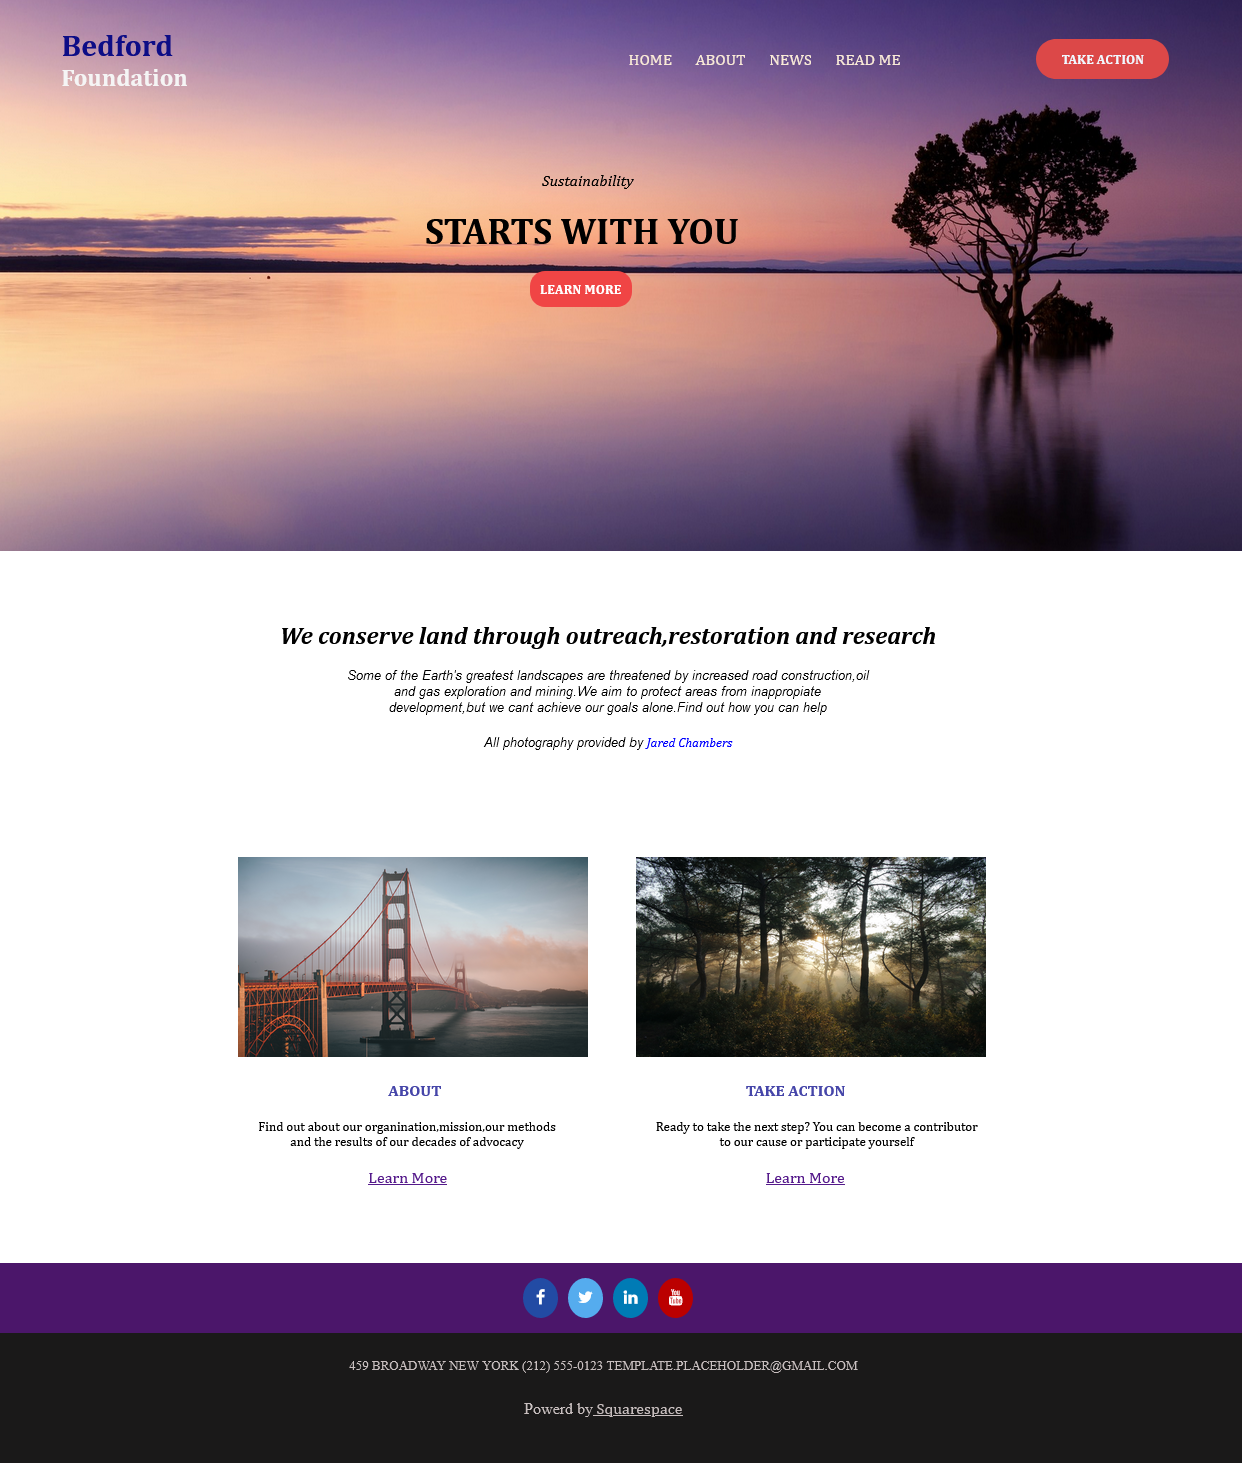 Bedford
Foundation
HOME ABOUT NEWS READ ME
TAKE ACTION
Sustainability
STARTS WITH YOU
LEARN MORE
We conserve land through outreach,restoration and research
Some of the Earth's greatest landscapes are threatened by increased road construction,oil
and gas exploration and mining.We aim to protect areas from inappropiate
development,but we cant achieve our goals alone.Find out how you can help
All photography provided by Jared Chambers
ABOUT
Find out about our organination,mission,our methods
and the results of our decades of advocacy
Learn More
TAKE ACTION
Ready to take the next step? You can become a contributor
to our cause or participate yourself
Learn More
You Tube
459 BROADWAY NEW YORK (212) 555-0123 TEMPLATE.PLACEHOLDER@GMAIL.COM
Powerd by Squarespace